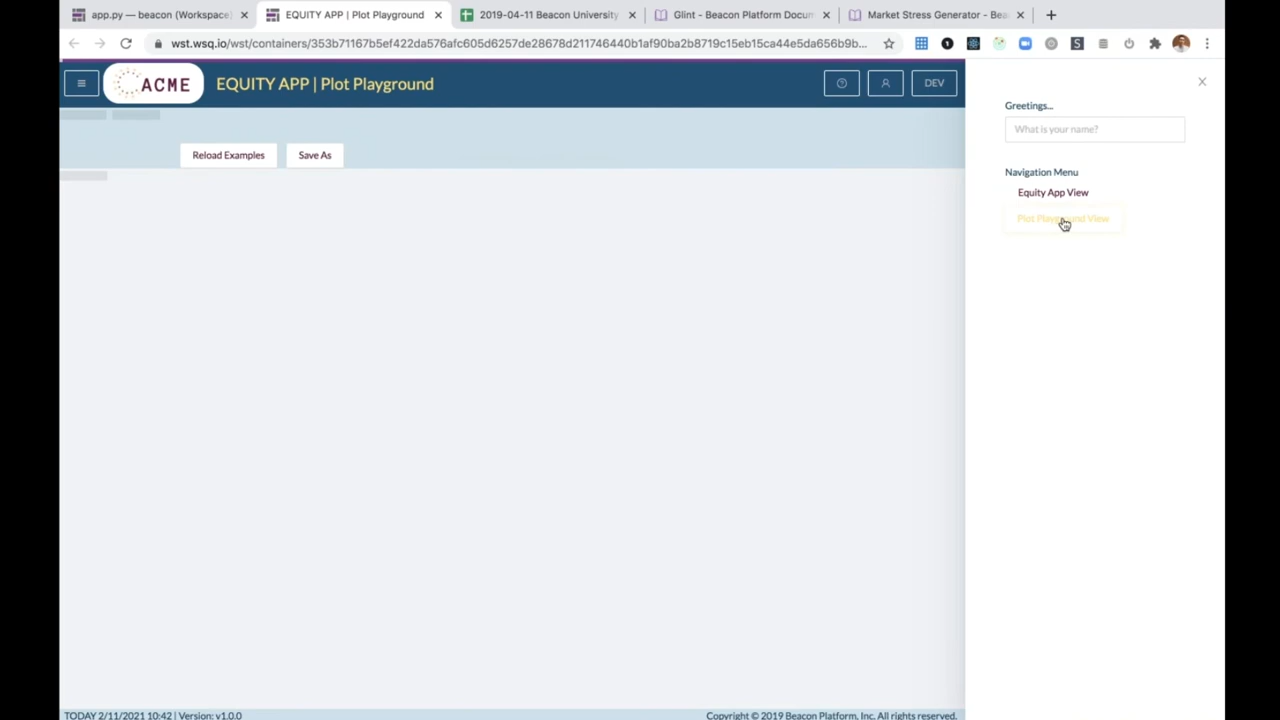 app.py — beacon (Workspace)
EQUITY APP | Plot Playground
2019-04-11 Beacon University
Glint - Beacon Platform Docum
Market Stress Generator - Bea
wst.wsq.io/wst/containers/353b71167b5ef422da576afc605d6257de28678d211746440b1af90ba2b8719c15eb15ca44e5da656b9b...
ACME
EQUITY APP | Plot Playground
DEV
Reload Examples
Save As
Greetings...
What is your name?
Navigation Menu
Equity App View
Plot Playground View
TODAY 2/11/2021 10:42 | Version: v1.0.0
Copyright © 2019 Beacon Platform, Inc. All rights reserved.